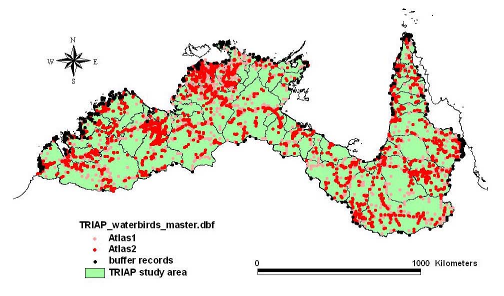 N
W E
S
TRIAP_waterbirds_master.dbf
Atlas1
Atlas2
buffer records
TRIAP study area
0 1000 Kilometers